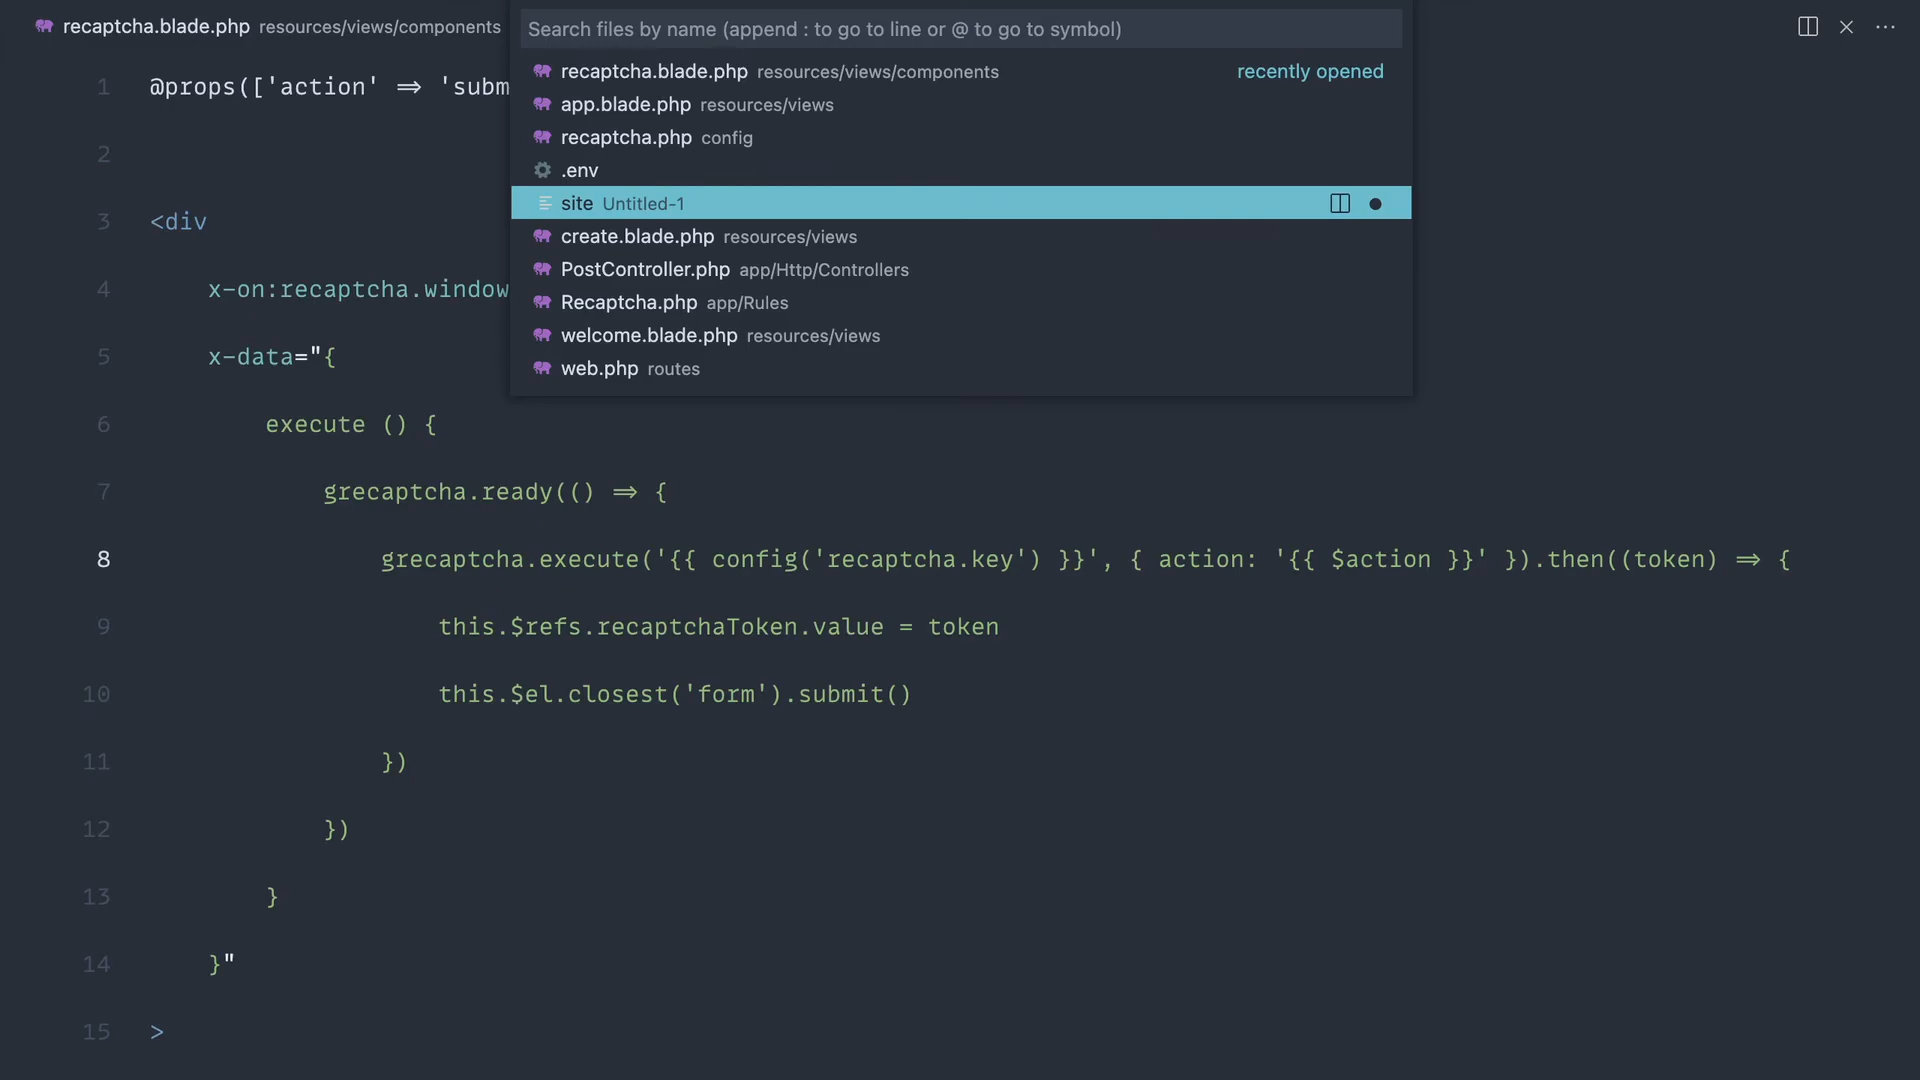 recaptcha.blade.php resources/views/components
Search files by name (append : to go to line or @ to go to symbol)
recaptcha.blade.php resources/views/components recently opened
app.blade.php resources/views
recaptcha.php config
.env
site Untitled-1
create.blade.php resources/views
PostController.php app/Http/Controllers
Recaptcha.php app/Rules
welcome.blade.php resources/views
web.php routes
1 @props(['action' => 'subm
2
3 <div
4 x-on:recaptcha.window
5 x-data="{
6 execute () {
7 grecaptcha.ready(() => {
8 grecaptcha.execute('{{ config('recaptcha.key') }}', { action: '{{ $action }}' }).then((token) => {
9 this.$refs.recaptchaToken.value = token
10 this.$el.closest('form').submit()
11 })
12 })
13 }
14 }"
15 >